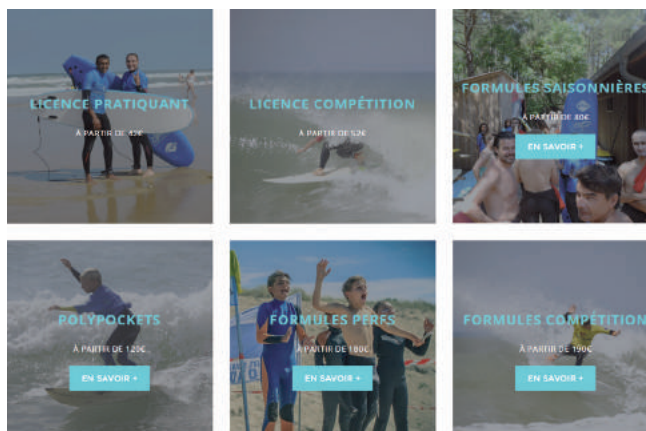 LICENCE PRATIQUANT
À PARTIR DE 42€
LICENCE COMPÉTITION
À PARTIR DE 52€
FORMULES SAISONNIÈRES
À PARTIR DE 80€
EN SAVOIR +
POLYPOCKETS
À PARTIR DE 125€
EN SAVOIR +
FORMULES PERFS
À PARTIR DE 180€
EN SAVOIR +
FORMULES COMPÉTITION
À PARTIR DE 190€
EN SAVOIR +